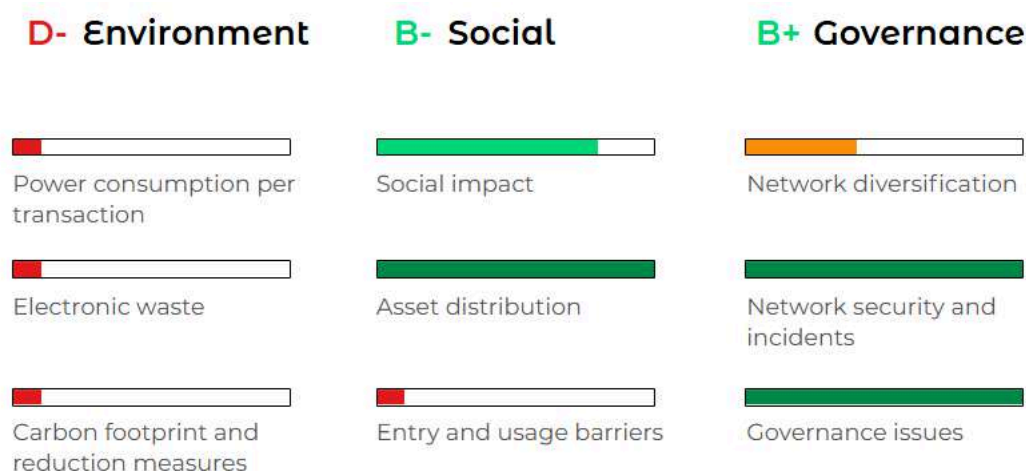 D- Environment
Power consumption per
transaction
Electronic waste
Carbon footprint and
reduction measures
B- Social
Social impact
Asset distribution
Entry and usage barriers
B+ Governance
Network diversification
Network security and
incidents
Governance issues